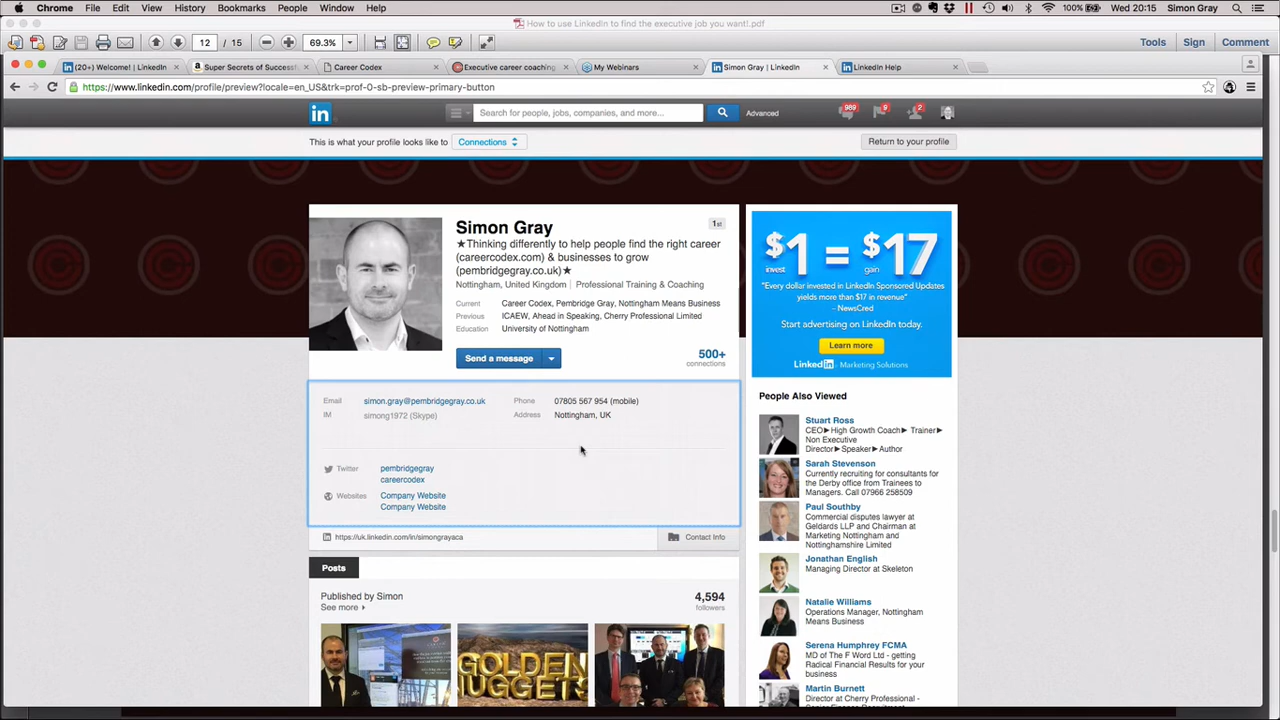 Chrome File Edit View History Bookmarks People Window Help 100% Wed 20:15 Simon Gray
How to use LinkedIn to find the executive job you want!.pdf
12 / 15 69.3% Tools Sign Comment
(20+) Welcome! | LinkedIn Super Secrets of Successf Career Codex Executive career coaching My Webinars Simon Gray | LinkedIn LinkedIn Help
https://www.linkedin.com/profile/preview?locale=en_US&trk=prof-0-sb-preview-primary-button
in Search for people, jobs, companies, and more... Advanced 989 9 2
This is what your profile looks like to Connections Return to your profile
Simon Gray
1st
★Thinking differently to help people find the right career
(careercodex.com) & businesses to grow
(pembridgegray.co.uk)★
Nottingham, United Kingdom | Professional Training & Coaching
Current Career Codex, Pembridge Gray, Nottingham Means Business
Previous ICAEW, Ahead in Speaking, Cherry Professional Limited
Education University of Nottingham
Send a message
500+
connections
Email simon.gray@pembridgegray.co.uk Phone 07805 567 954 (mobile)
IM simong1972 (Skype) Address Nottingham, UK
Twitter pembridgegray
careercodex
Websites Company Website
Company Website
https://uk.linkedin.com/in/simongrayaca Contact Info
Posts
Published by Simon
See more
4,594
followers
GOLDEN
NUGGETS
$1 = $17
invest gain
"Every dollar invested in LinkedIn Sponsored Updates
yields more than $17 in revenue"
- NewsCred
Start advertising on LinkedIn today.
Learn more
Linked in Marketing Solutions
People Also Viewed
Stuart Ross
CEO►High Growth Coach► Trainer►
Non Executive
Director►Speaker►Author
Sarah Stevenson
Currently recruiting for consultants for
the Derby office from Trainees to
Managers. Call 07966 258509
Paul Southby
Commercial disputes lawyer at
Geldards LLP and Chairman at
Marketing Nottingham and
Nottinghamshire Limited
Jonathan English
Managing Director at Skeleton
Natalie Williams
Operations Manager, Nottingham
Means Business
Serena Humphrey FCMA
MD of The F Word Ltd - getting
Radical Financial Results for your
business
Martin Burnett
Director at Cherry Professional -